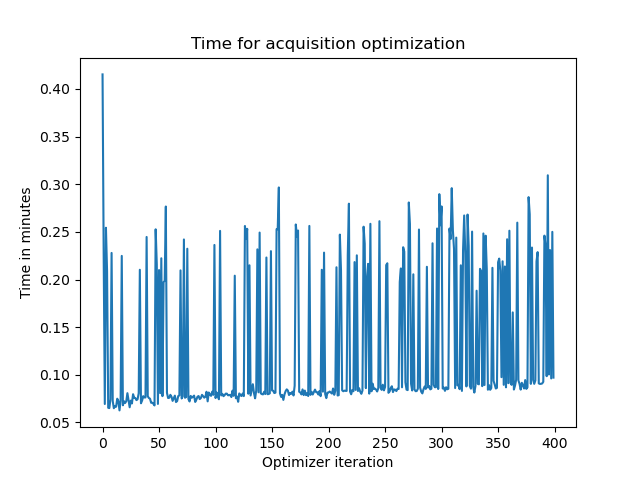 Time for acquisition optimization
0.40
0.35
0.30
0.25
0.20
0.15
0.10
0.05
Time in minutes
0 50 100 150 200 250 300 350 400
Optimizer iteration